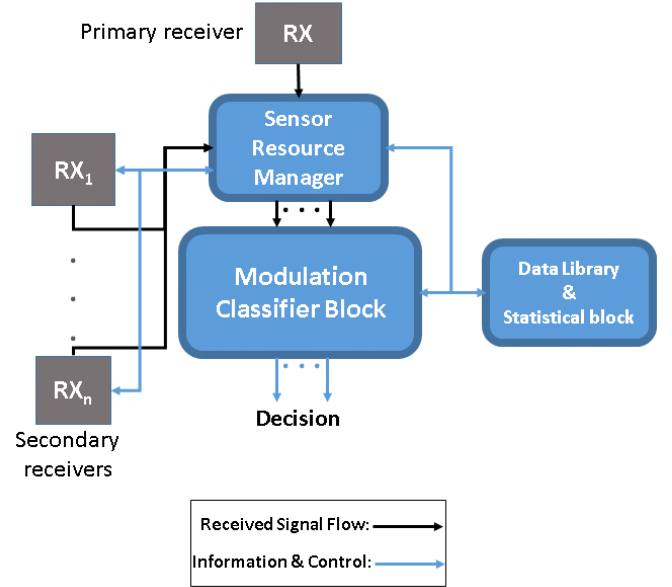 Primary receiver
RX
Sensor
Resource
Manager
RX1
Modulation
Classifier Block
Data Library
&
Statistical block
RXn
Decision
Secondary
receivers
Received Signal Flow:
Information & Control: